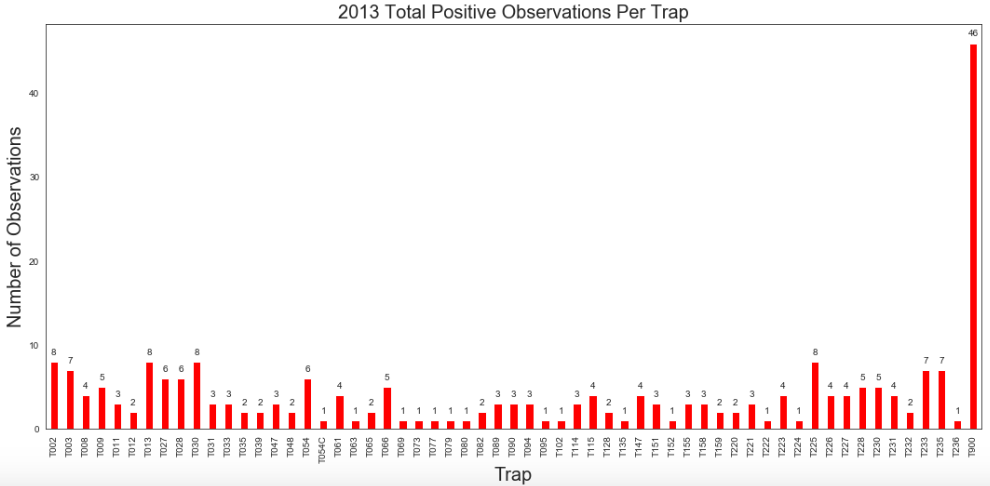 2013 Total Positive Observations Per Trap
Number of Observations
40
30
20
10
0
8 7 4 5 3 2 8 6 6 8 3 3 2 2 3 2 6 1 4 1 2 5 1 1 1 1 1 2 3 3 3 1 1 3 4 2 1 4 3 1 3 3 2 2 3 1 4 1 8 4 4 5 5 4 2 7 7 1 46
T002 T003 T008 T009 T011 T012 T013 T027 T028 T030 T031 T033 T035 T039 T047 T048 T054 T054C T061 T063 T065 T066 T069 T073 T077 T079 T080 T082 T089 T090 T094 T095 T102 T114 T115 T128 T135 T147 T151 T152 T155 T158 T159 T220 T221 T222 T223 T224 T225 T226 T227 T228 T230 T231 T232 T233 T235 T236 T900
Trap